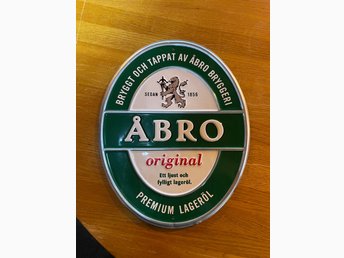 BRYGGT OCH TAPPAT AV ÅBRO BRYGGERI
SEDAN 1856
ÅBRO
original
Ett ljust och
fylligt lageröl.
PREMIUM LAGERÖL